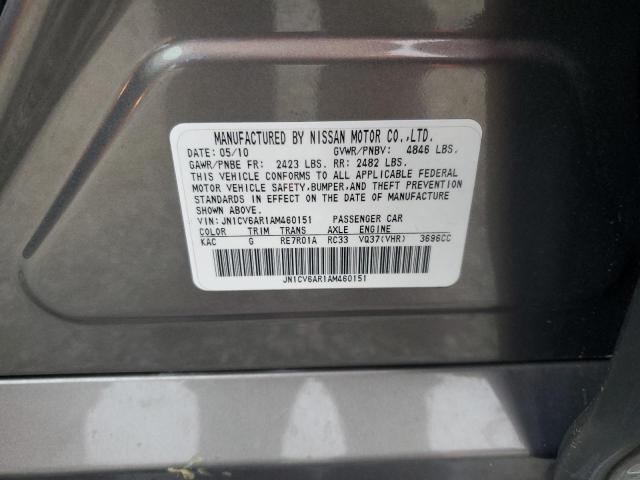 MANUFACTURED BY NISSAN MOTOR CO.,LTD.
DATE: 05/10 GVWR/PNBV: 4846 LBS.
GAWR/PNBE FR: 2423 LBS. RR: 2482 LBS.
THIS VEHICLE CONFORMS TO ALL APPLICABLE FEDERAL
MOTOR VEHICLE SAFETY,BUMPER,AND THEFT PREVENTION
STANDARDS IN EFFECT ON THE DATE OF MANUFACTURE
SHOWN ABOVE.
VIN: JN1CV6AR1AM460151 PASSENGER CAR
COLOR TRIM TRANS AXLE ENGINE
KAC G RE7R01A RC33 VQ37(VHR) 3696CC
JN1CV6AR1AM460151